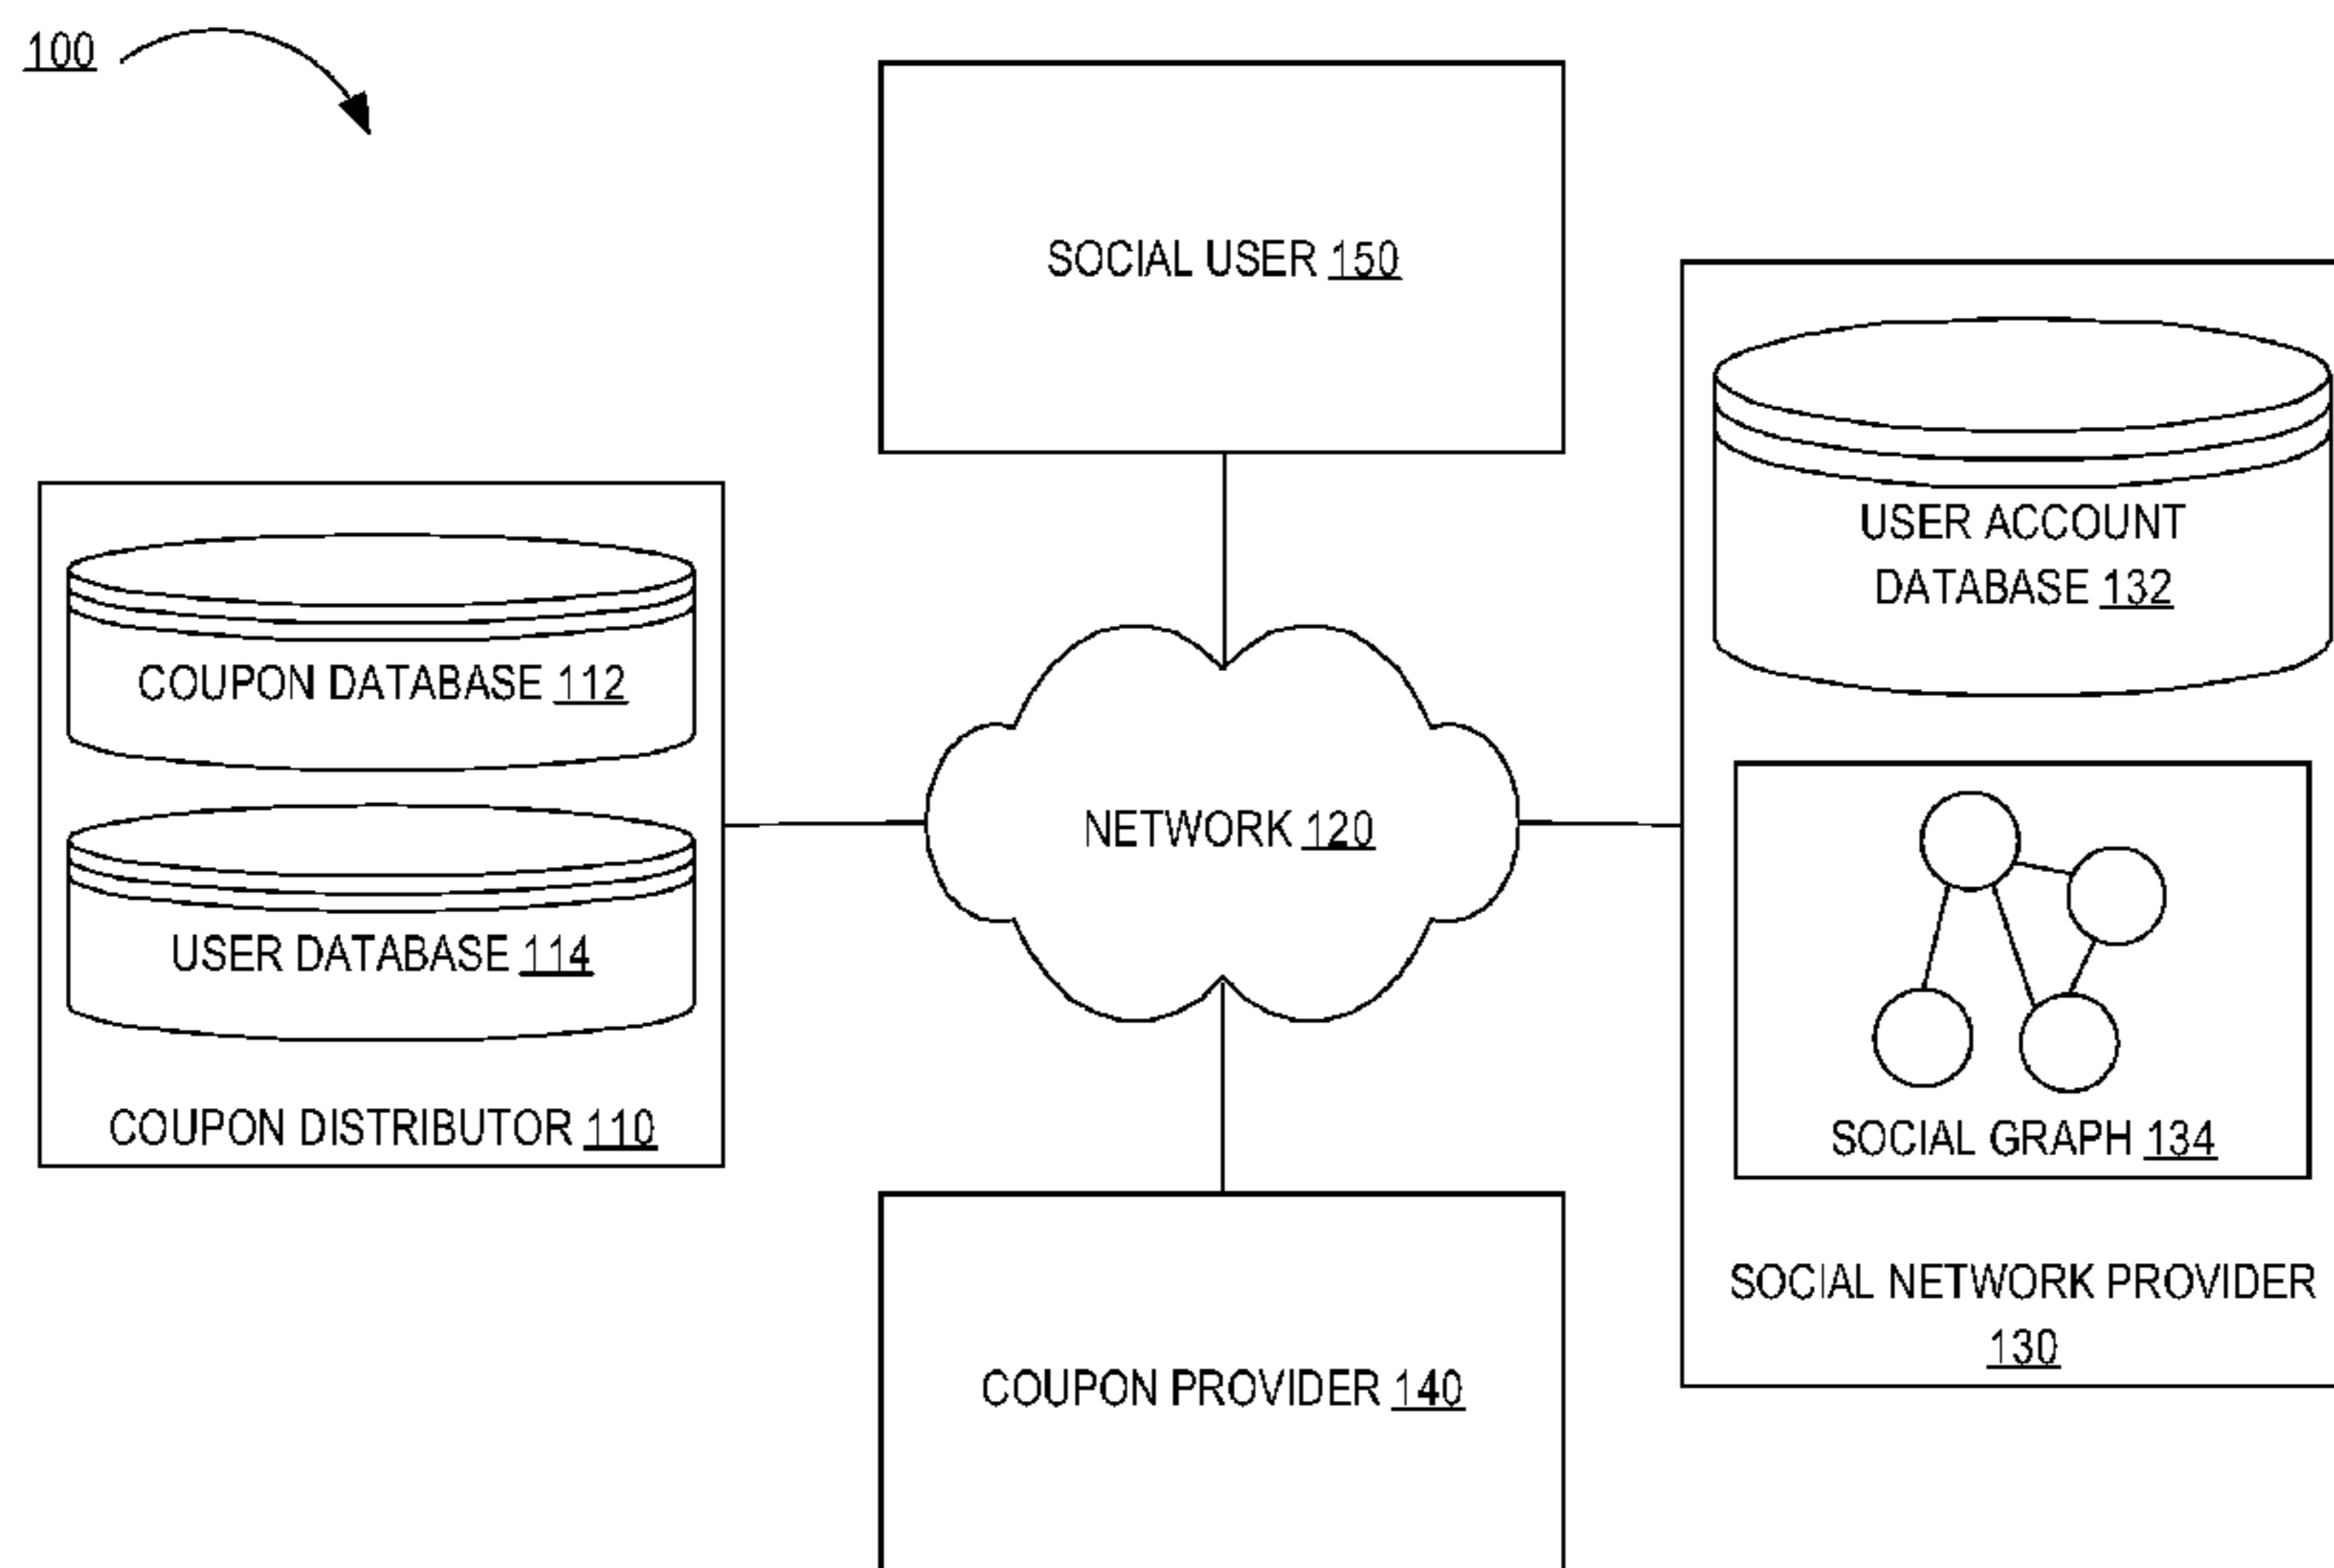 100
SOCIAL USER 150
USER ACCOUNT
DATABASE 132
COUPON DATABASE 112
NETWORK 120
USER DATABASE 114
COUPON DISTRIBUTOR 110
SOCIAL GRAPH 134
SOCIAL NETWORK PROVIDER
130
COUPON PROVIDER 140